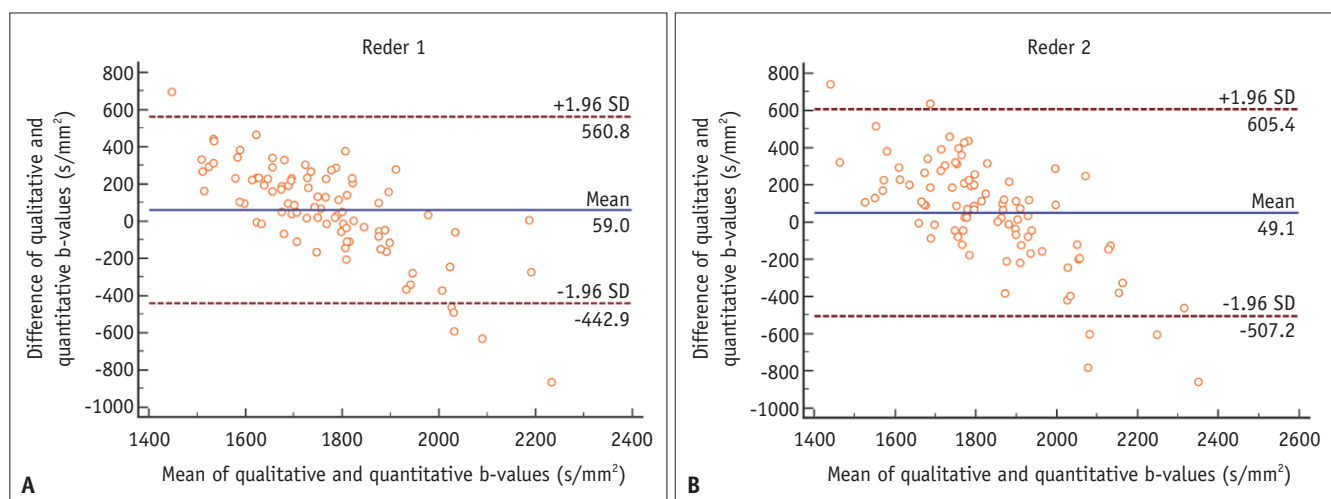 Reder 1
800
600
400
200
0
-200
-400
-600
-800
-1000
Difference of qualitative and
quantitative b-values (s/mm²)
+1.96 SD
560.8
Mean
59.0
-1.96 SD
-442.9
1400 1600 1800 2000 2200 2400
Mean of qualitative and quantitative b-values (s/mm²)
A
Reder 2
800
600
400
200
0
-200
-400
-600
-800
-1000
Difference of qualitative and
quantitative b-values (s/mm²)
+1.96 SD
605.4
Mean
49.1
-1.96 SD
-507.2
1400 1600 1800 2000 2200 2400 2600
Mean of qualitative and quantitative b-values (s/mm²)
B